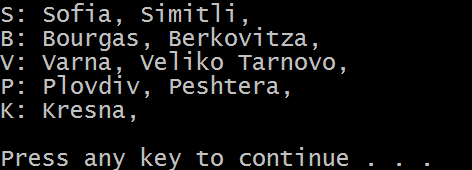 S: Sofia, Simitli,
B: Bourgas, Berkovitza,
V: Varna, Veliko Tarnovo,
P: Plovdiv, Peshtera,
K: Kresna,
Press any key to continue . . .